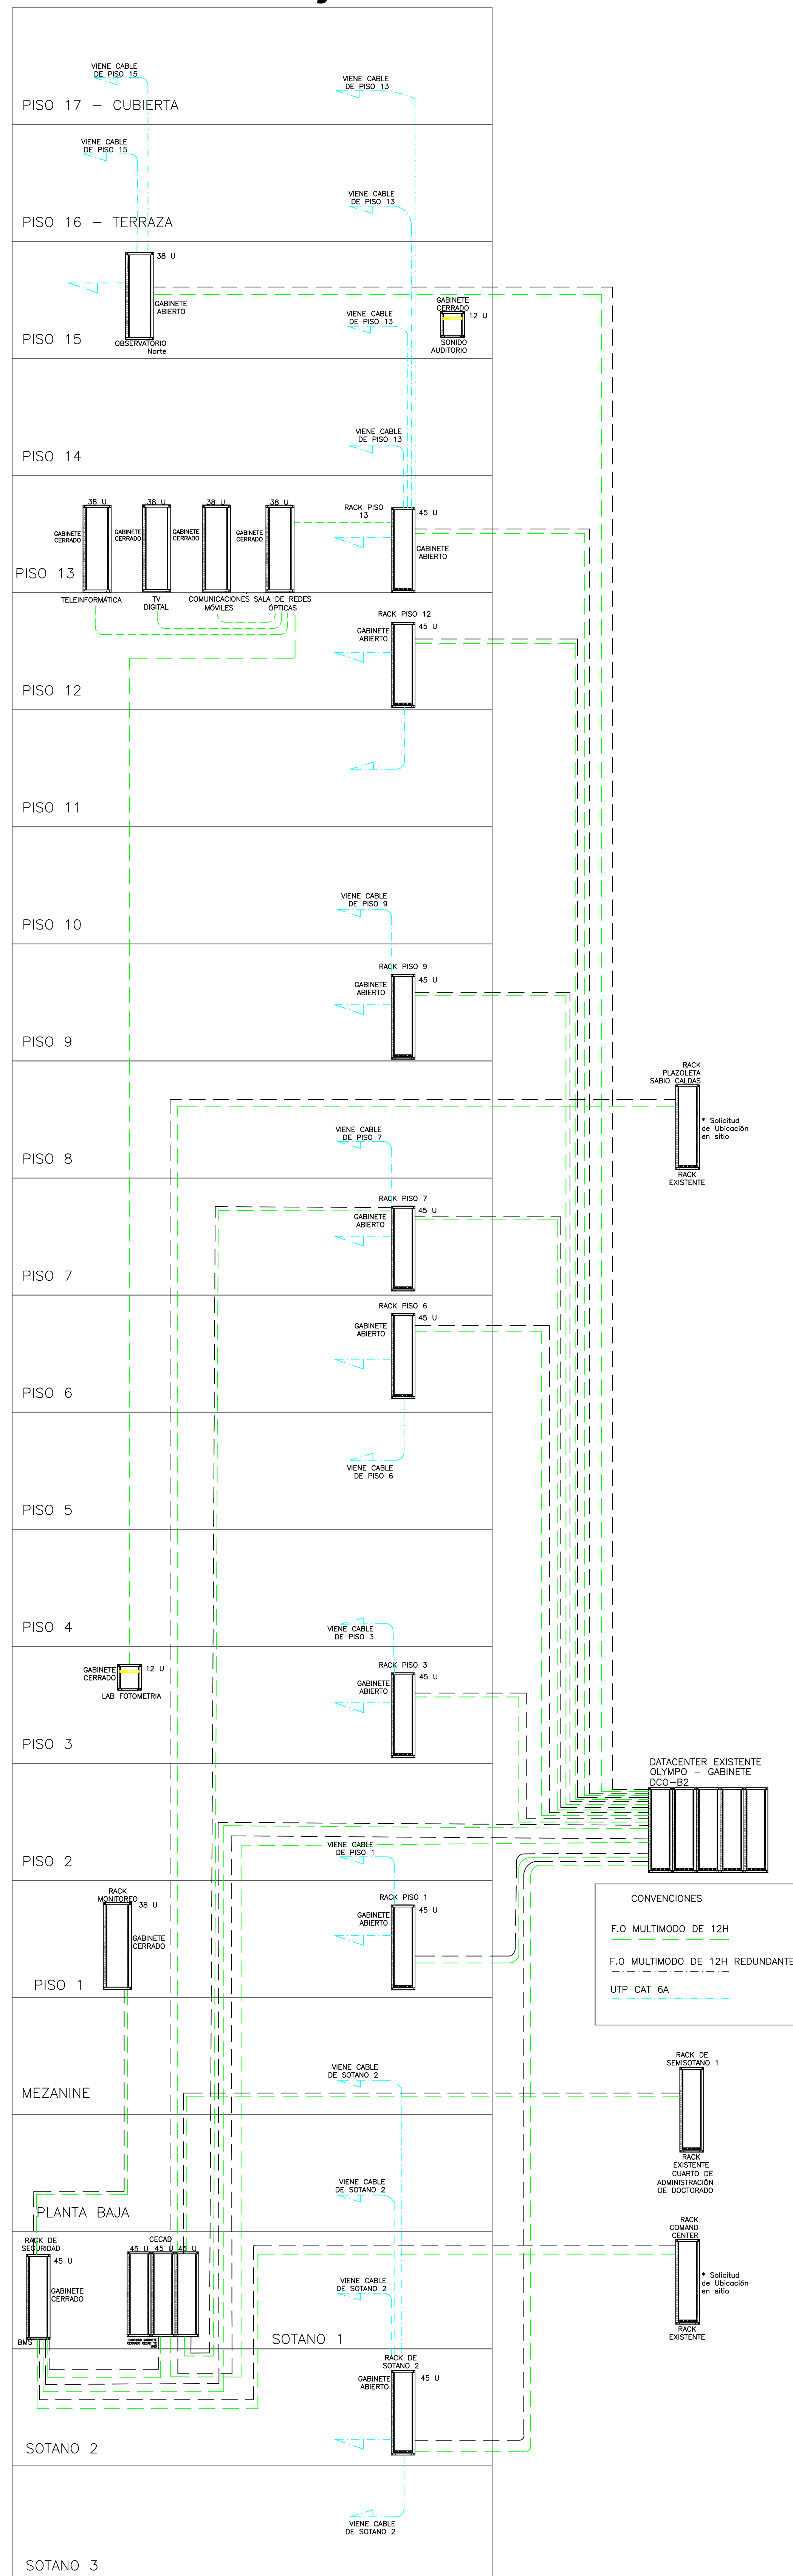 VIENE CABLE
DE PISO 15
VIENE CABLE
DE PISO 13
PISO 17 – CUBIERTA
VIENE CABLE
DE PISO 15
VIENE CABLE
DE PISO 13
PISO 16 – TERRAZA
38 U
GABINETE
ABIERTO
OBSERVATORIO
Norte
GABINETE
CERRADO
12 U
SONIDO
AUDITORIO
VIENE CABLE
DE PISO 13
PISO 15
VIENE CABLE
DE PISO 13
PISO 14
38 U
38 U
38 U
38 U
GABINETE
CERRADO
GABINETE
CERRADO
GABINETE
CERRADO
GABINETE
CERRADO
RACK PISO
13
45 U
GABINETE
ABIERTO
PISO 13
TELEINFORMÁTICA
TV
DIGITAL
COMUNICACIONES
MÓVILES
SALA DE REDES
ÓPTICAS
RACK PISO 12
GABINETE
ABIERTO
45 U
PISO 12
PISO 11
VIENE CABLE
DE PISO 9
PISO 10
RACK PISO 9
GABINETE
ABIERTO
45 U
PISO 9
RACK
PLAZOLETA
SABIO CALDAS
* Solicitud
de Ubicación
en sitio
RACK
EXISTENTE
VIENE CABLE
DE PISO 7
PISO 8
RACK PISO 7
GABINETE
ABIERTO
45 U
PISO 7
RACK PISO 6
GABINETE
ABIERTO
45 U
PISO 6
VIENE CABLE
DE PISO 6
PISO 5
VIENE CABLE
DE PISO 3
PISO 4
GABINETE
CERRADO
12 U
LAB FOTOMETRIA
RACK PISO 3
GABINETE
ABIERTO
45 U
PISO 3
DATACENTER EXISTENTE
OLYMPO – GABINETE
DCO–B2
VIENE CABLE
DE PISO 1
PISO 2
RACK
MONITOREO
38 U
GABINETE
CERRADO
RACK PISO 1
GABINETE
ABIERTO
45 U
PISO 1
CONVENCIONES
F.O MULTIMODO DE 12H
F.O MULTIMODO DE 12H REDUNDANTE
UTP CAT 6A
VIENE CABLE
DE SOTANO 2
MEZANINE
RACK DE
SEMISOTANO 1
RACK
EXISTENTE
CUARTO DE
ADMINISTRACIÓN
DE DOCTORADO
VIENE CABLE
DE SOTANO 2
PLANTA BAJA
RACK DE
SEGURIDAD
45 U
GABINETE
CERRADO
BMS
CECAD
45 U
45 U
45 U
VIENE CABLE
DE SOTANO 2
SOTANO 1
RACK
COMAND
CENTER
* Solicitud
de Ubicación
en sitio
RACK
EXISTENTE
RACK DE
SOTANO 2
GABINETE
ABIERTO
45 U
SOTANO 2
VIENE CABLE
DE SOTANO 2
SOTANO 3